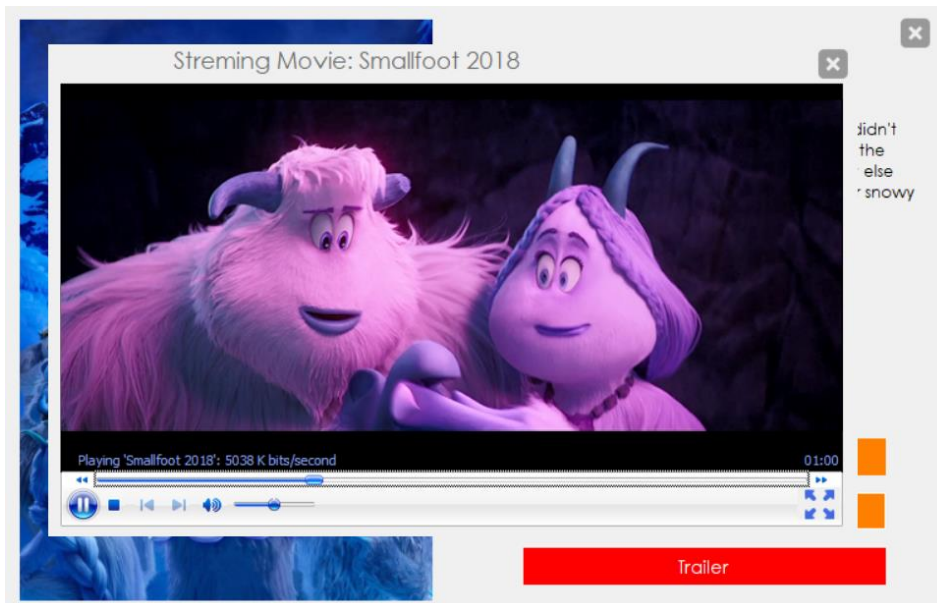 Streming Movie: Smallfoot 2018
didn't
the
else
snowy
Playing 'Smallfoot 2018': 5038 K bits/second
01:00
Trailer